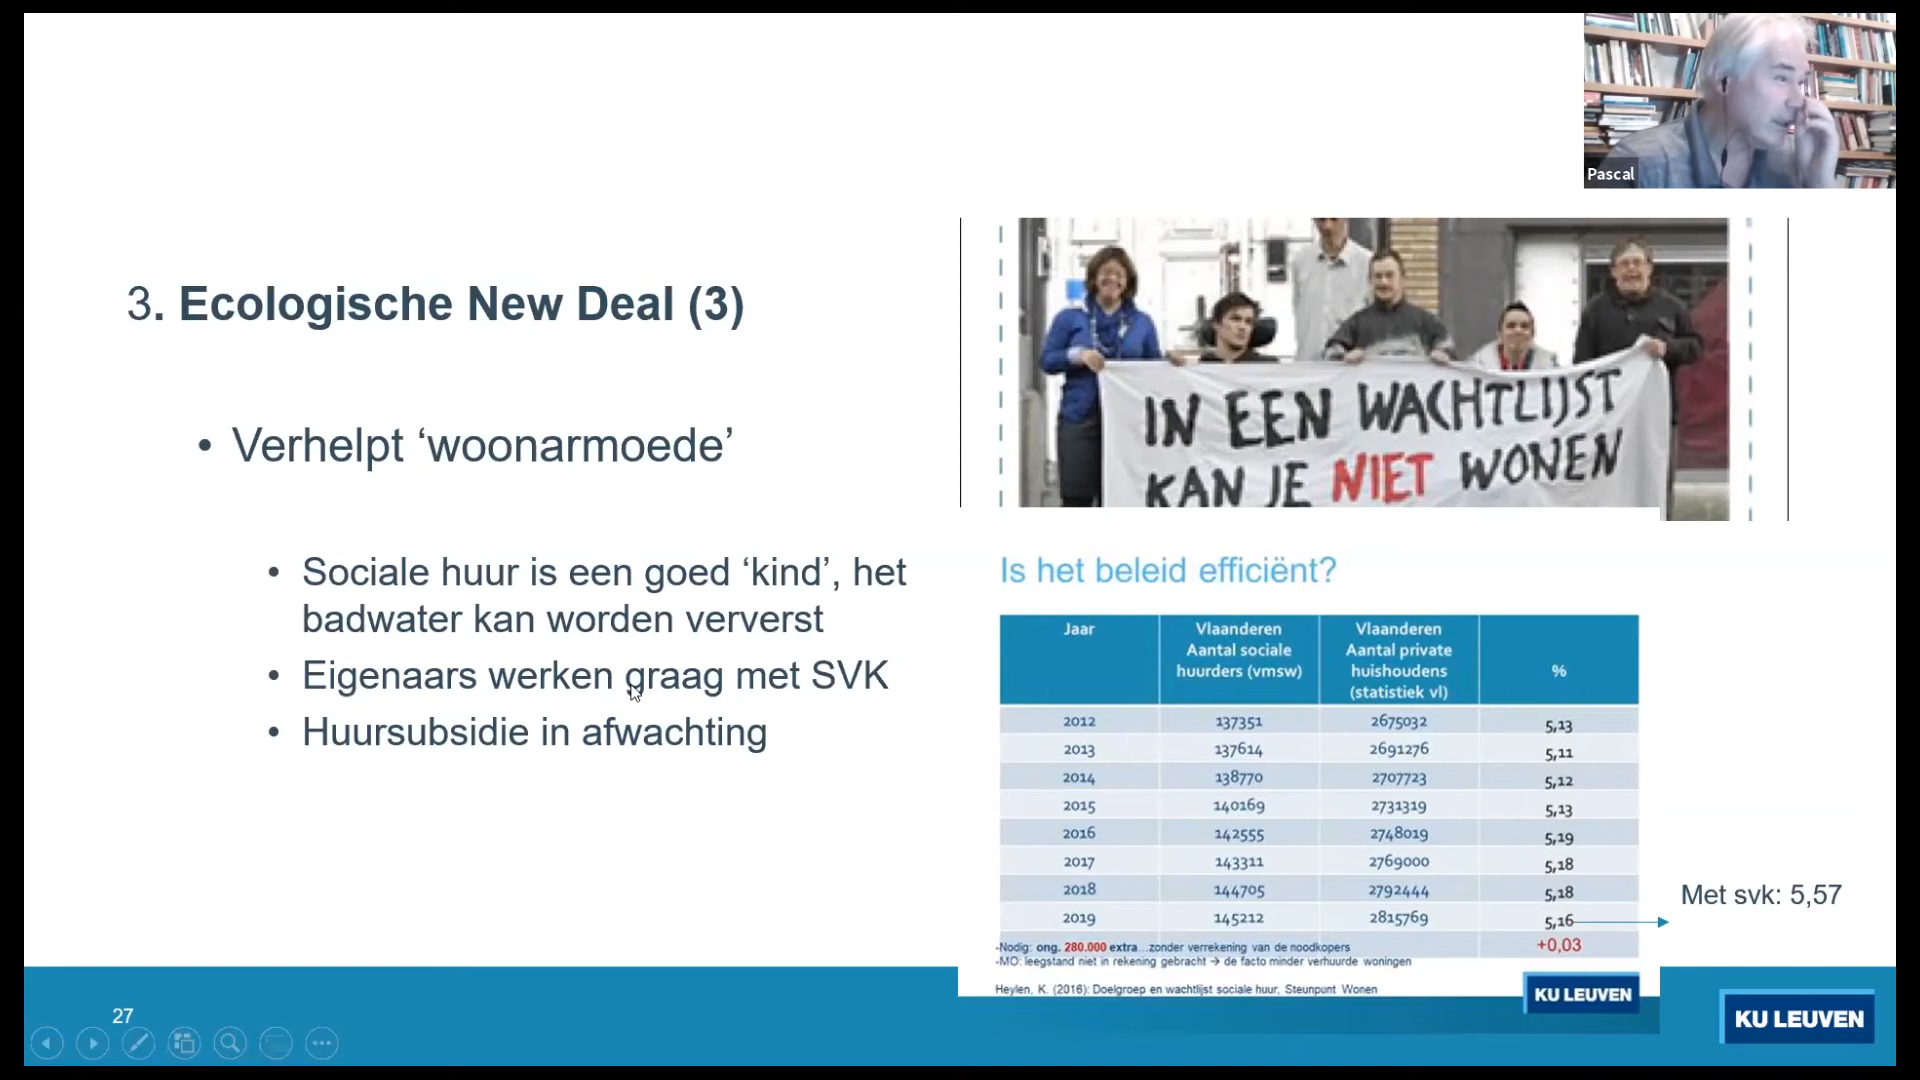 Pascal
3. Ecologische New Deal (3)
• Verhelpt ‘woonarmoede’
• Sociale huur is een goed ‘kind’, het
badwater kan worden ververst
• Eigenaars werken graag met SVK
• Huursubsidie in afwachting
IN EEN WACHTLIJST
KAN JE NIET WONEN
Is het beleid efficiënt?
Jaar Vlaanderen Aantal sociale huurders (vmsw) Vlaanderen Aantal private huishoudens (statistiek vl) %
2012 137351 2675032 5,13
2013 137614 2691276 5,11
2014 138770 2707723 5,12
2015 140169 2731319 5,13
2016 142555 2748019 5,19
2017 143311 2769000 5,18
2018 144705 2792444 5,18
2019 145212 2815769 5,16
+0,03
Met svk: 5,57
-Nodig: ong. 280.000 extra...zonder verrekening van de noodkopers
-MO: leegstand niet in rekening gebracht → de facto minder verhuurde woningen
Heylen, K. (2016): Doelgroep en wachtlijst sociale huur, Steunpunt Wonen
KU LEUVEN
27
KU LEUVEN